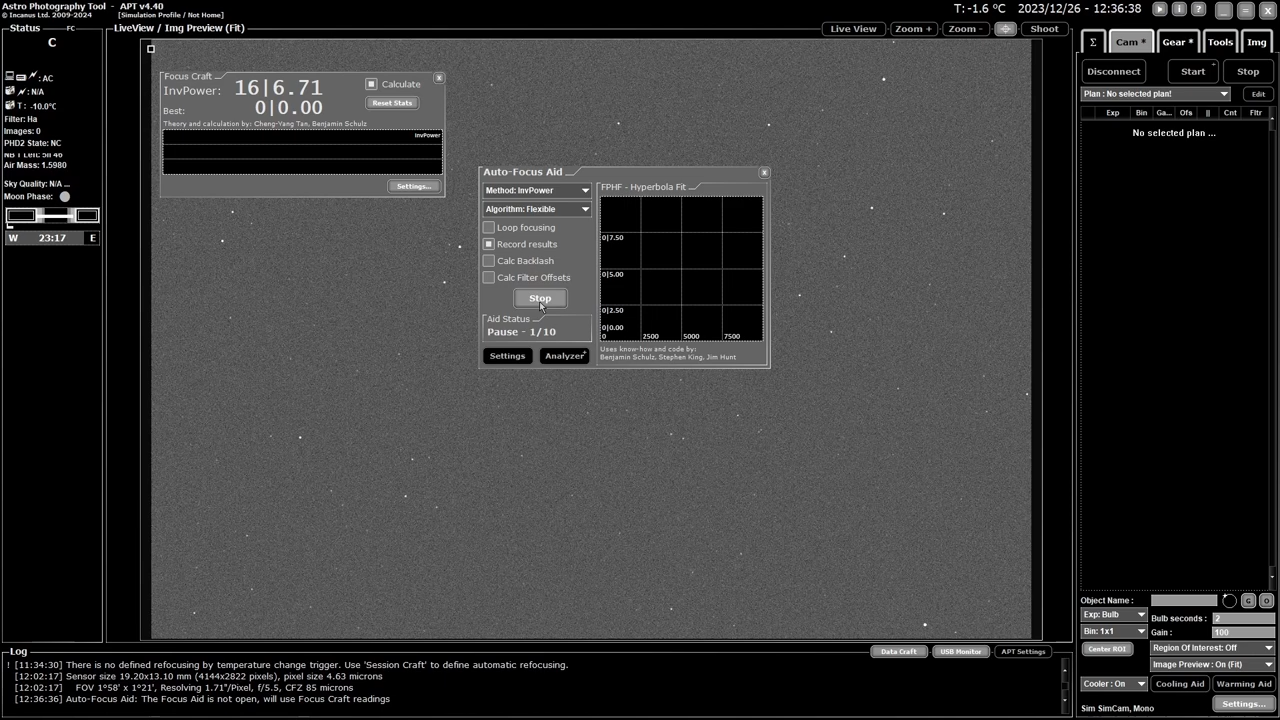 Astro Photography Tool - APT v4.40
© Incanus Ltd. 2009-2024
[Simulation Profile / Not Home]
T: -1.6 ºC
2023/12/26 - 12:36:38
Status
FC
C
: AC
: N/A
T: -10.0°C
Filter: Ha
Images: 0
PHD2 State: NC
Air Mass: 1.5980
Sky Quality: N/A ...
Moon Phase:
W 23:17 E
LiveView / Img Preview (Fit)
Live View
Zoom +
Zoom -
Shoot
Focus Craft
InvPower: 16|6.71
Best: 0|0.00
Calculate
Reset Stats
Theory and calculation by: Cheng-Yang Tan, Benjamin Schulz
InvPower
Settings...
Auto-Focus Aid
Method: InvPower
Algorithm: Flexible
Loop focusing
Record results
Calc Backlash
Calc Filter Offsets
Stop
Aid Status
Pause - 1/10
Settings
Analyzer+
FPHF - Hyperbola Fit
0|7.50
0|5.00
0|2.50
0|0.00
0 2500 5000 7500
Uses know-how and code by:
Benjamin Schulz, Stephen King, Jim Hunt
Σ
Cam *
Gear *
Tools
Img
Disconnect
Start
Stop
Plan : No selected plan!
Edit
Exp Bin Ga... Ofs || Cnt Fltr
No selected plan ...
Object Name :
Exp: Bulb
Bulb seconds : 2
Bin: 1x1
Gain : 100
Center ROI
Region Of Interest: Off
Image Preview : On (Fit)
Cooler : On
Cooling Aid
Warming Aid
Sim SimCam, Mono
Settings...
Log
Data Craft
USB Monitor
APT Settings
! [11:34:30] There is no defined refocusing by temperature change trigger. Use 'Session Craft' to define automatic refocusing.
[12:02:17] Sensor size 19.20x13.10 mm (4144x2822 pixels), pixel size 4.63 microns
[12:02:17] FOV 1°58' x 1°21', Resolving 1.71"/Pixel, f/5.5, CFZ 85 microns
[12:36:36] Auto-Focus Aid: The Focus Aid is not open, will use Focus Craft readings